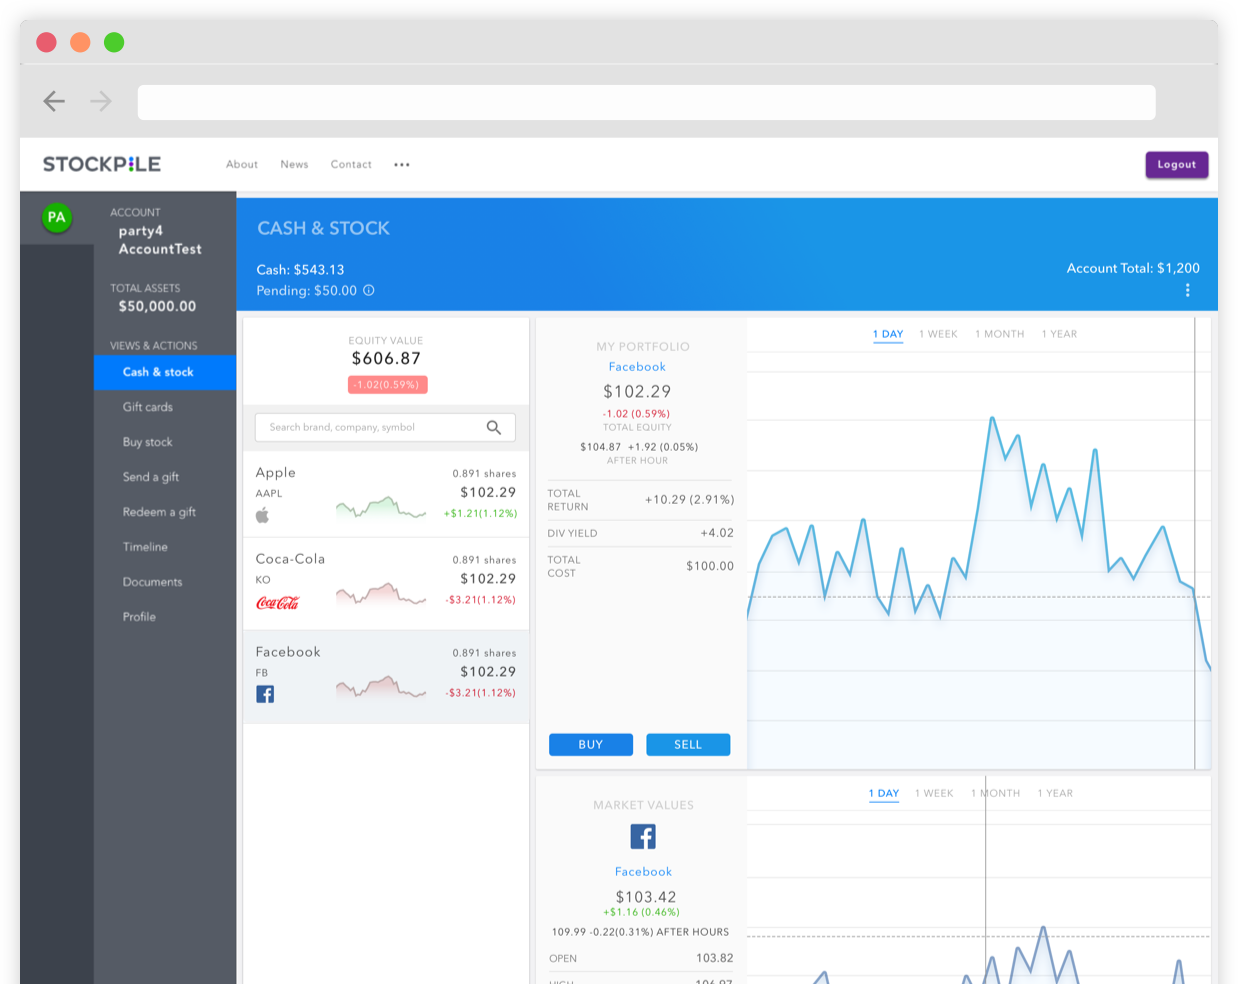 STOCKPILE
About News Contact •••
Logout
PA
ACCOUNT
party4
AccountTest
TOTAL ASSETS
$50,000.00
VIEWS & ACTIONS
Cash & stock
Gift cards
Buy stock
Send a gift
Redeem a gift
Timeline
Documents
Profile
CASH & STOCK
Cash: $543.13
Pending: $50.00
Account Total: $1,200
EQUITY VALUE
$606.87
-1.02(0.59%)
Search brand, company, symbol
Apple
AAPL
0.891 shares
$102.29
+$1.21(1.12%)
Coca-Cola
KO
Coca-Cola
0.891 shares
$102.29
-$3.21(1.12%)
Facebook
FB
f
0.891 shares
$102.29
-$3.21(1.12%)
MY PORTFOLIO
Facebook
$102.29
-1.02 (0.59%)
TOTAL EQUITY
$104.87 +1.92 (0.05%)
AFTER HOUR
TOTAL
RETURN
+10.29 (2.91%)
DIV YIELD
+4.02
TOTAL
COST
$100.00
BUY
SELL
1 DAY 1 WEEK 1 MONTH 1 YEAR
MARKET VALUES
f
Facebook
$103.42
+$1.16 (0.46%)
109.99 -0.22(0.31%) AFTER HOURS
OPEN
103.82
1 DAY 1 WEEK 1 MONTH 1 YEAR